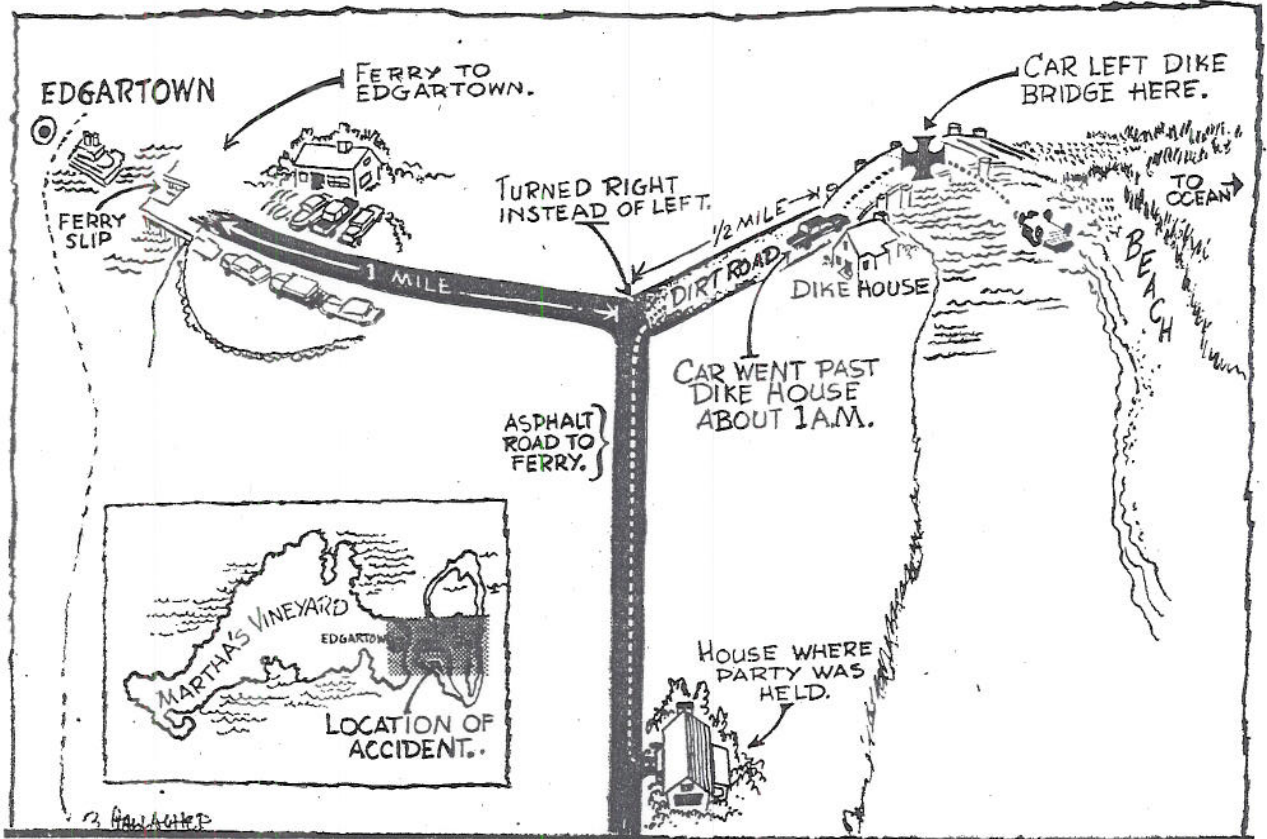 EDGARTOWN
FERRY TO
EDGARTOWN.
FERRY
SLIP
1 MILE
TURNED RIGHT
INSTEAD OF LEFT.
1/2 MILE
DIRT ROAD
CAR LEFT DIKE
BRIDGE HERE.
TO
OCEAN
BEACH
DIKE HOUSE
CAR WENT PAST
DIKE HOUSE
ABOUT 1 A.M.
ASPHALT
ROAD TO
FERRY.
HOUSE WHERE
PARTY WAS
HELD.
MARTHA'S VINEYARD
EDGARTOWN
LOCATION OF
ACCIDENT..
GALLAGHER